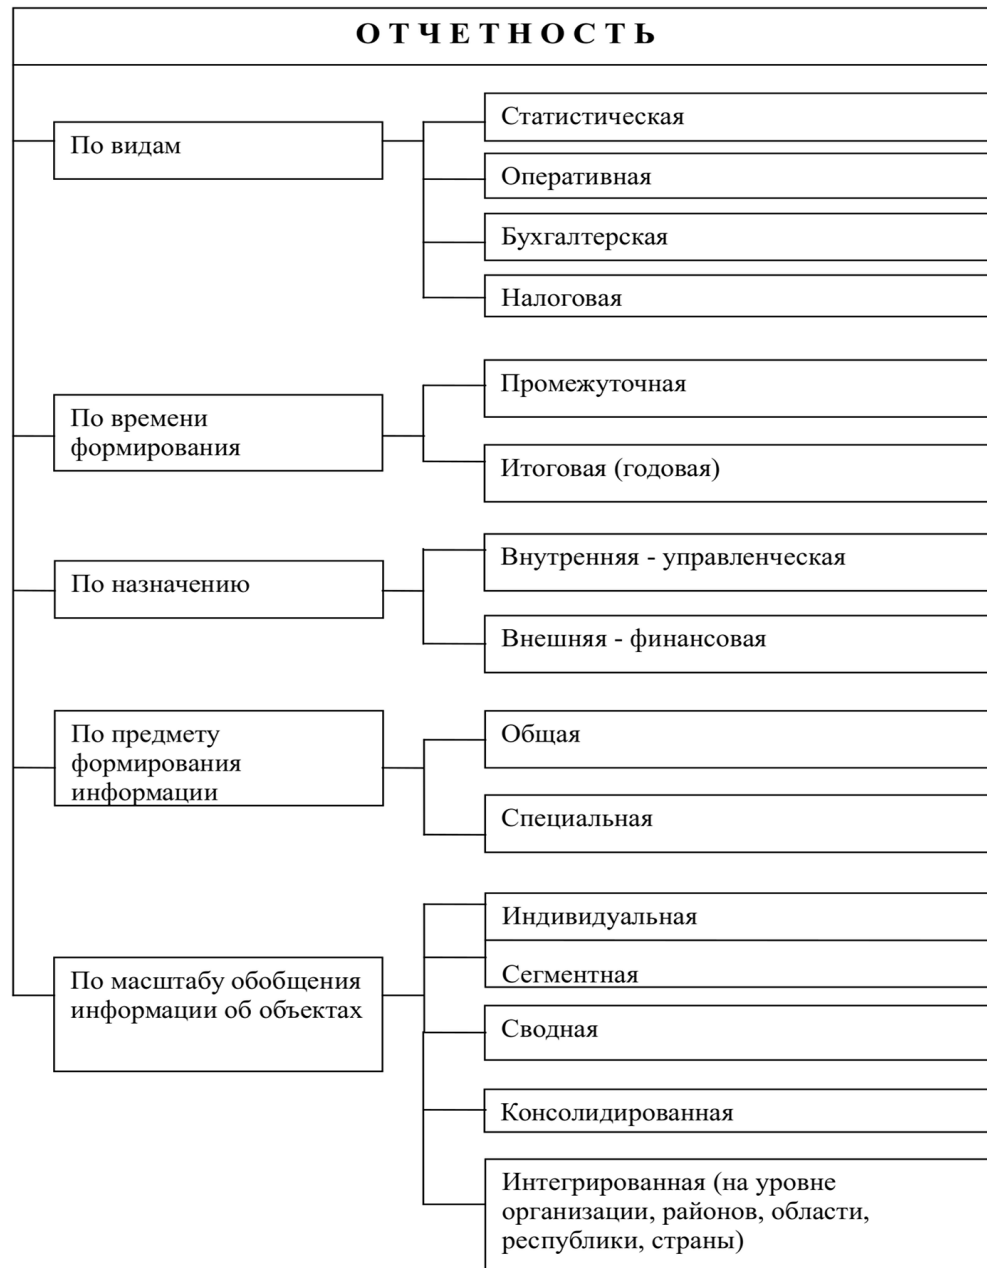 ОТЧЕТНОСТЬ
По видам
Статистическая
Оперативная
Бухгалтерская
Налоговая
По времени
формирования
Промежуточная
Итоговая (годовая)
По назначению
Внутренняя - управленческая
Внешняя - финансовая
По предмету
формирования
информации
Общая
Специальная
По масштабу обобщения
информации об объектах
Индивидуальная
Сегментная
Сводная
Консолидированная
Интегрированная (на уровне
организации, районов, области,
республики, страны)